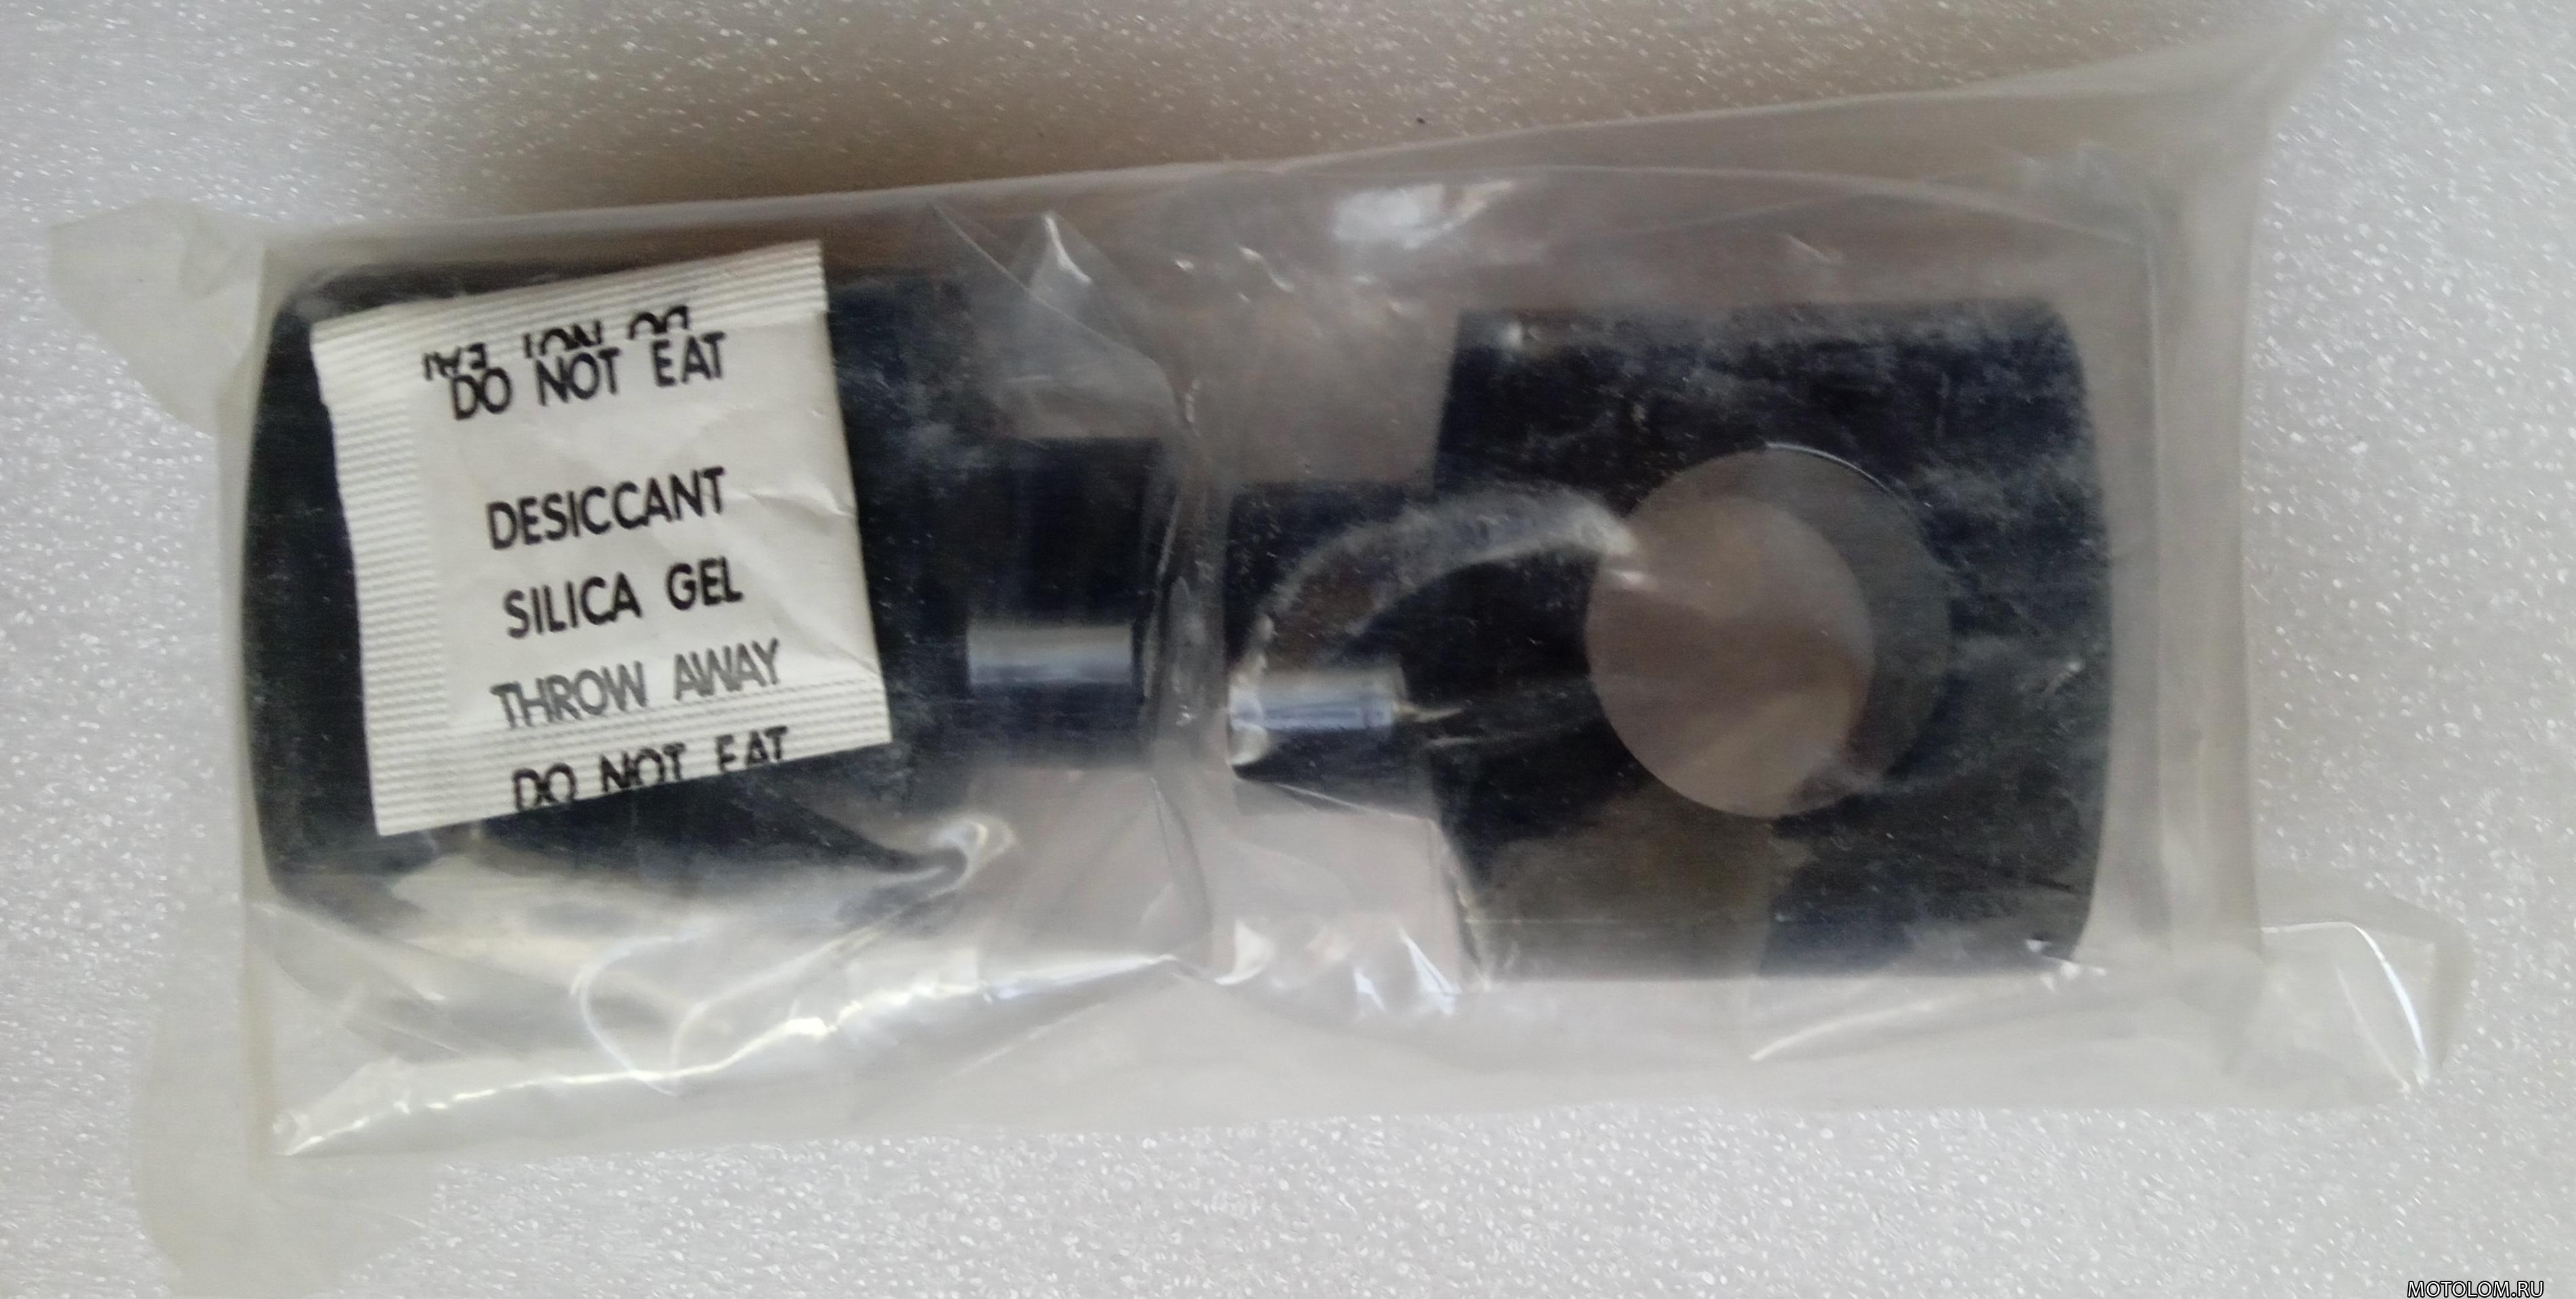 DO NOT EAT
DO NOT EAT
DESICCANT
SILICA GEL
THROW AWAY
DO NOT EAT
MOTOLOM.RU